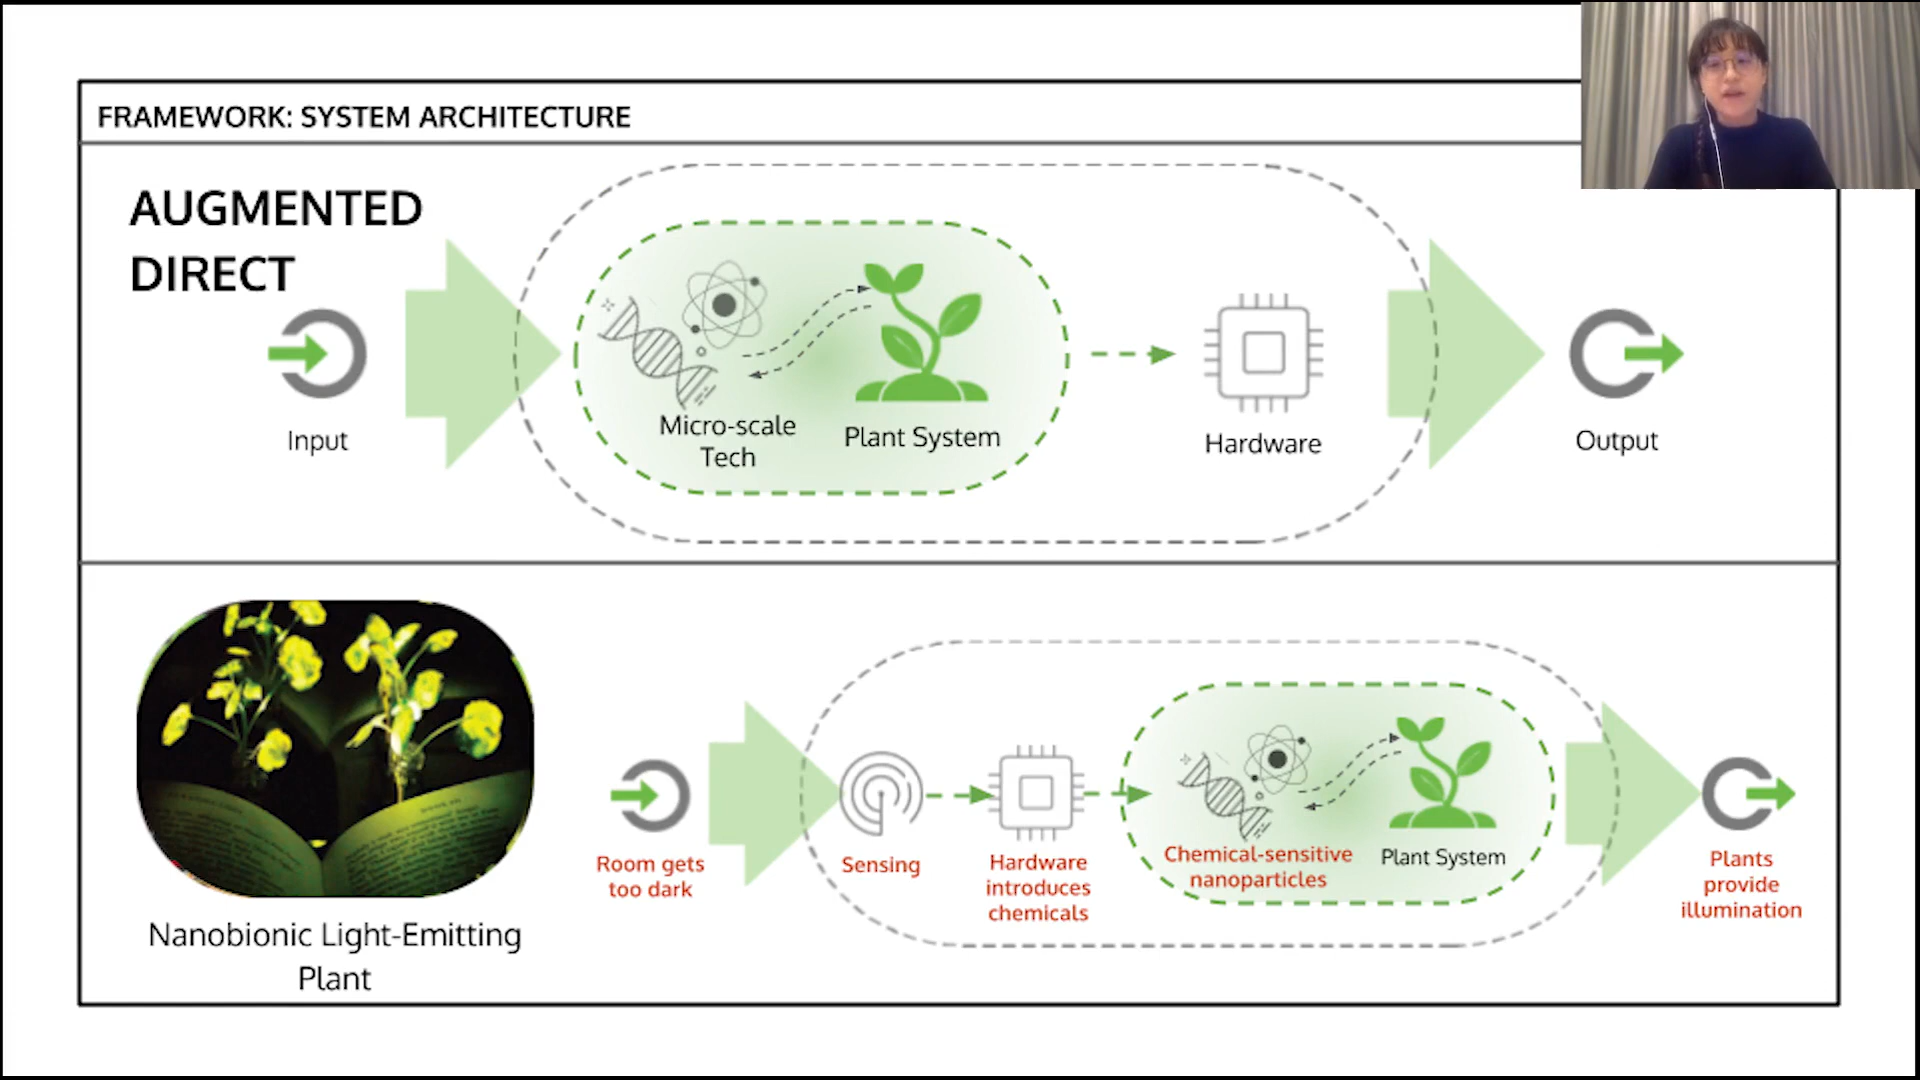 FRAMEWORK: SYSTEM ARCHITECTURE
AUGMENTED
DIRECT
Input
Micro-scale
Tech
Plant System
Hardware
Output
Nanobionic Light-Emitting
Plant
Room gets
too dark
Sensing
Hardware
introduces
chemicals
Chemical-sensitive
nanoparticles
Plant System
Plants
provide
illumination